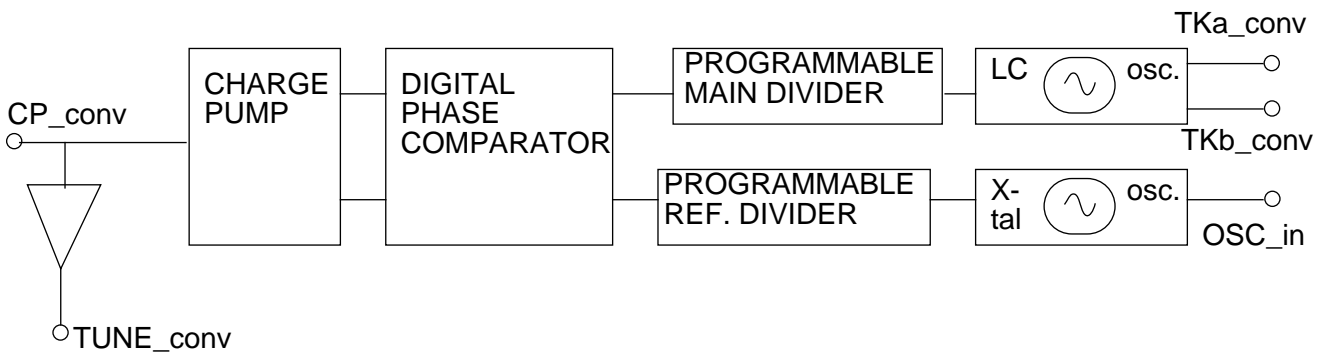 TKa_conv
PROGRAMMABLE
MAIN DIVIDER
LC
osc.
CHARGE
PUMP
DIGITAL
PHASE
COMPARATOR
CP_conv
TKb_conv
PROGRAMMABLE
REF. DIVIDER
X-
tal
osc.
OSC_in
TUNE_conv